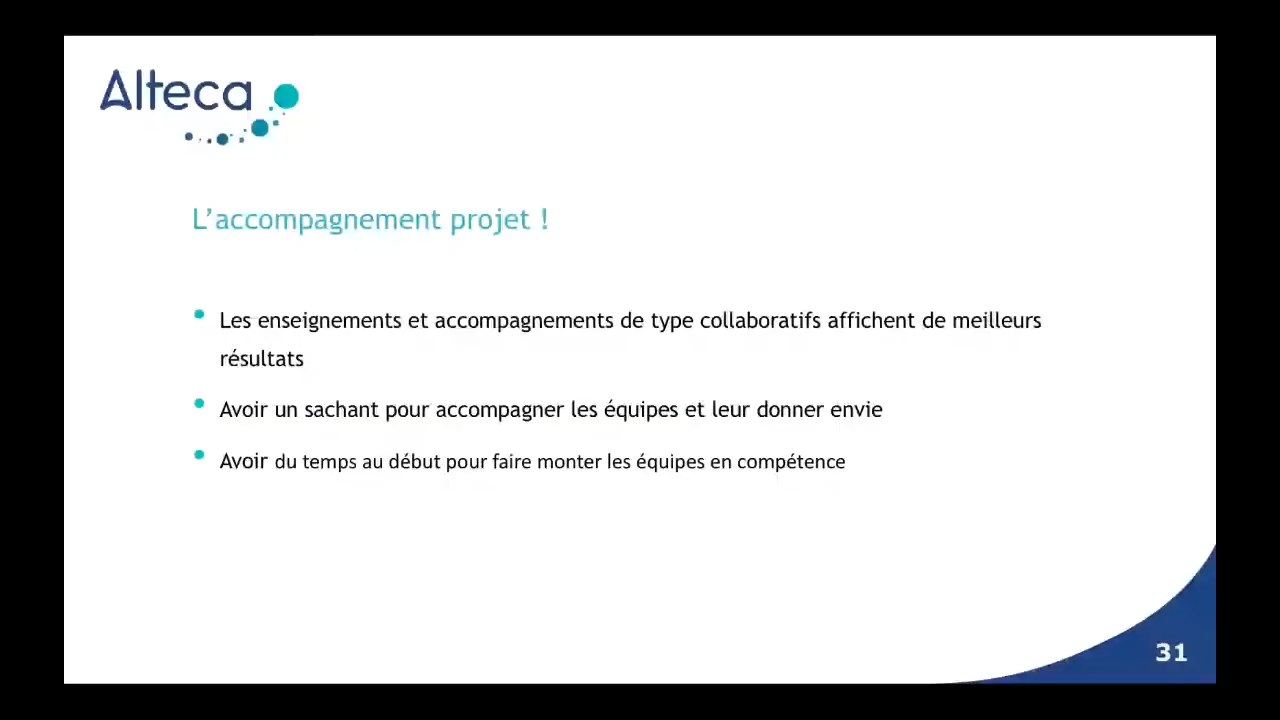 Alteca
L'accompagnement projet !
• Les enseignements et accompagnements de type collaboratifs affichent de meilleurs
résultats
• Avoir un sachant pour accompagner les équipes et leur donner envie
• Avoir du temps au début pour faire monter les équipes en compétence
31